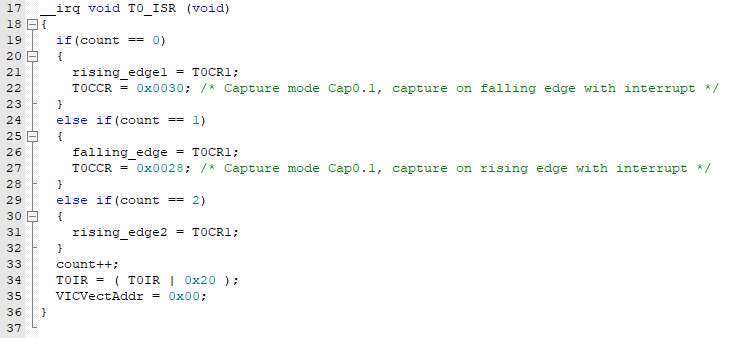 17 __irq void T0_ISR (void)
18 {
19 if(count == 0)
20 {
21 rising_edge1 = T0CR1;
22 T0CCR = 0x0030; /* Capture mode Cap0.1, capture on falling edge with interrupt */
23 }
24 else if(count == 1)
25 {
26 falling_edge = T0CR1;
27 T0CCR = 0x0028; /* Capture mode Cap0.1, capture on rising edge with interrupt */
28 }
29 else if(count == 2)
30 {
31 rising_edge2 = T0CR1;
32 }
33 count++;
34 T0IR = ( T0IR | 0x20 );
35 VICVectAddr = 0x00;
36 }
37